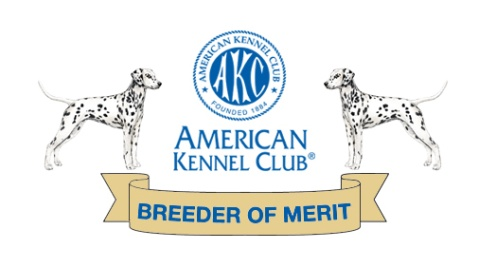 AMERICAN KENNEL CLUB
AKC
FOUNDED 1884
AMERICAN
KENNEL CLUB®
BREEDER OF MERIT